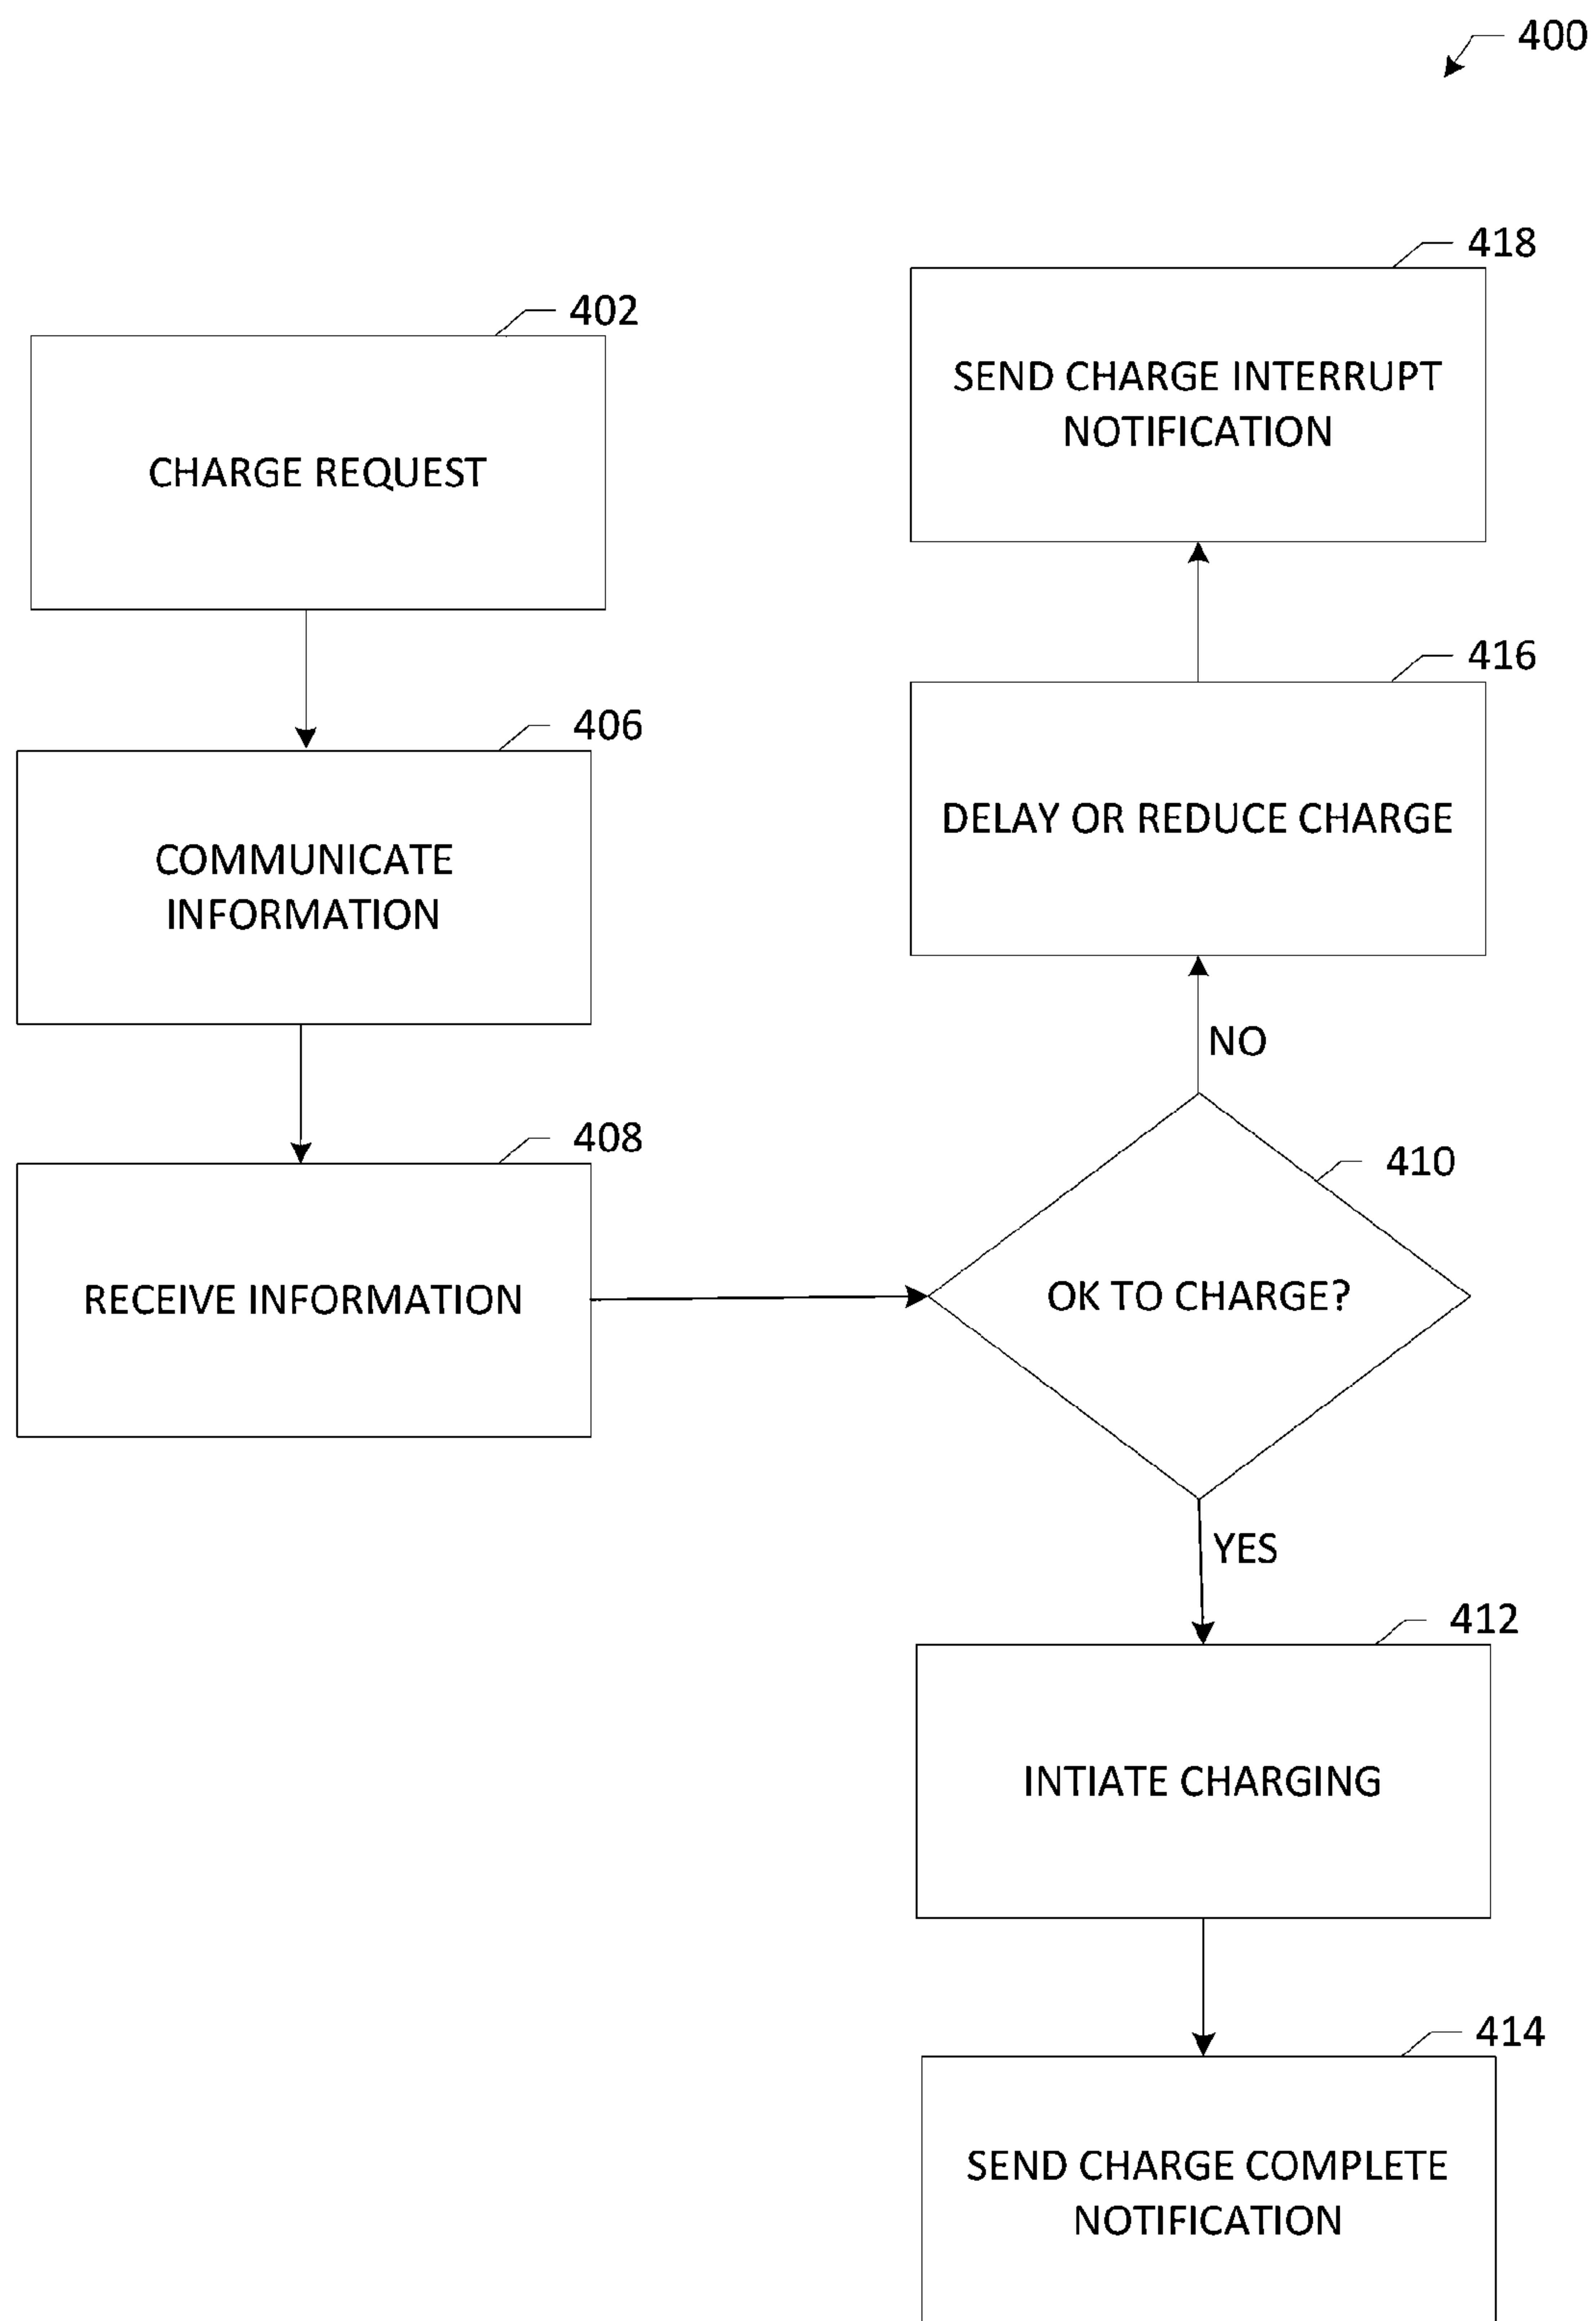 400
402
CHARGE REQUEST
406
COMMUNICATE
INFORMATION
408
RECEIVE INFORMATION
418
SEND CHARGE INTERRUPT
NOTIFICATION
416
DELAY OR REDUCE CHARGE
NO
410
OK TO CHARGE?
YES
412
INTIATE CHARGING
414
SEND CHARGE COMPLETE
NOTIFICATION